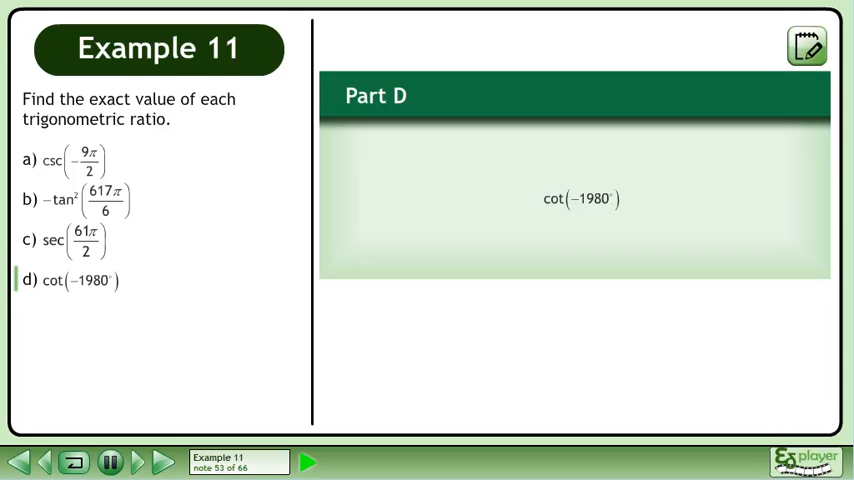 Example 11
Find the exact value of each
trigonometric ratio.
a) csc(−9π/2)
b) −tan²(617π/6)
c) sec(61π/2)
d) cot(−1980°)
Part D
cot(−1980°)
Example 11
note 53 of 66
player